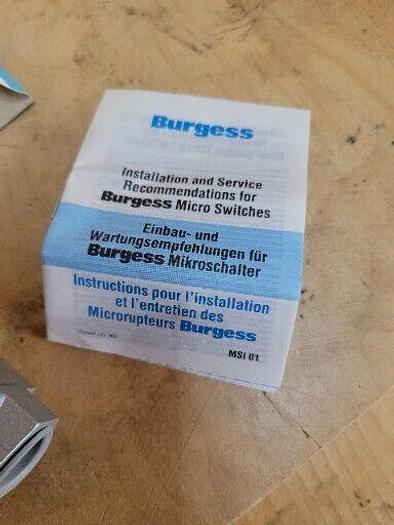 Burgess
Installation and Service
Recommendations for
Burgess Micro Switches
Einbau- und
Wartungsempfehlungen für
Burgess Mikroschalter
Instructions pour l'installation
et l'entretien des
Microrupteurs Burgess
MSi 01